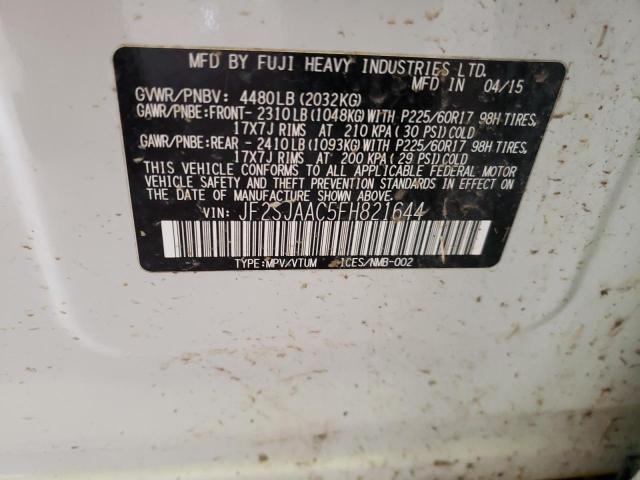 MFD BY FUJI HEAVY INDUSTRIES LTD.
MFD IN 04/15
GVWR/PNBV: 4480LB(2032KG)
GAWR/PNBE:FRONT- 2310LB(1048KG)WITH P225/60R17 98H TIRES,
17X7J RIMS AT 210 KPA(30 PSI)COLD
GAWR/PNBE:REAR - 2410LB(1093KG)WITH P225/60R17 98H TIRES,
17X7J RIMS AT 200 KPA(29 PSI)COLD
THIS VEHICLE CONFORMS TO ALL APPLICABLE FEDERAL MOTOR
VEHICLE SAFETY AND THEFT PREVENTION STANDARDS IN EFFECT
ON THE DATE OF MANUFACTURE SHOWN ABOVE.
VIN: JF2SJAAC5FH821644
TYPE:MPV/VTUM ICES/NMB-002